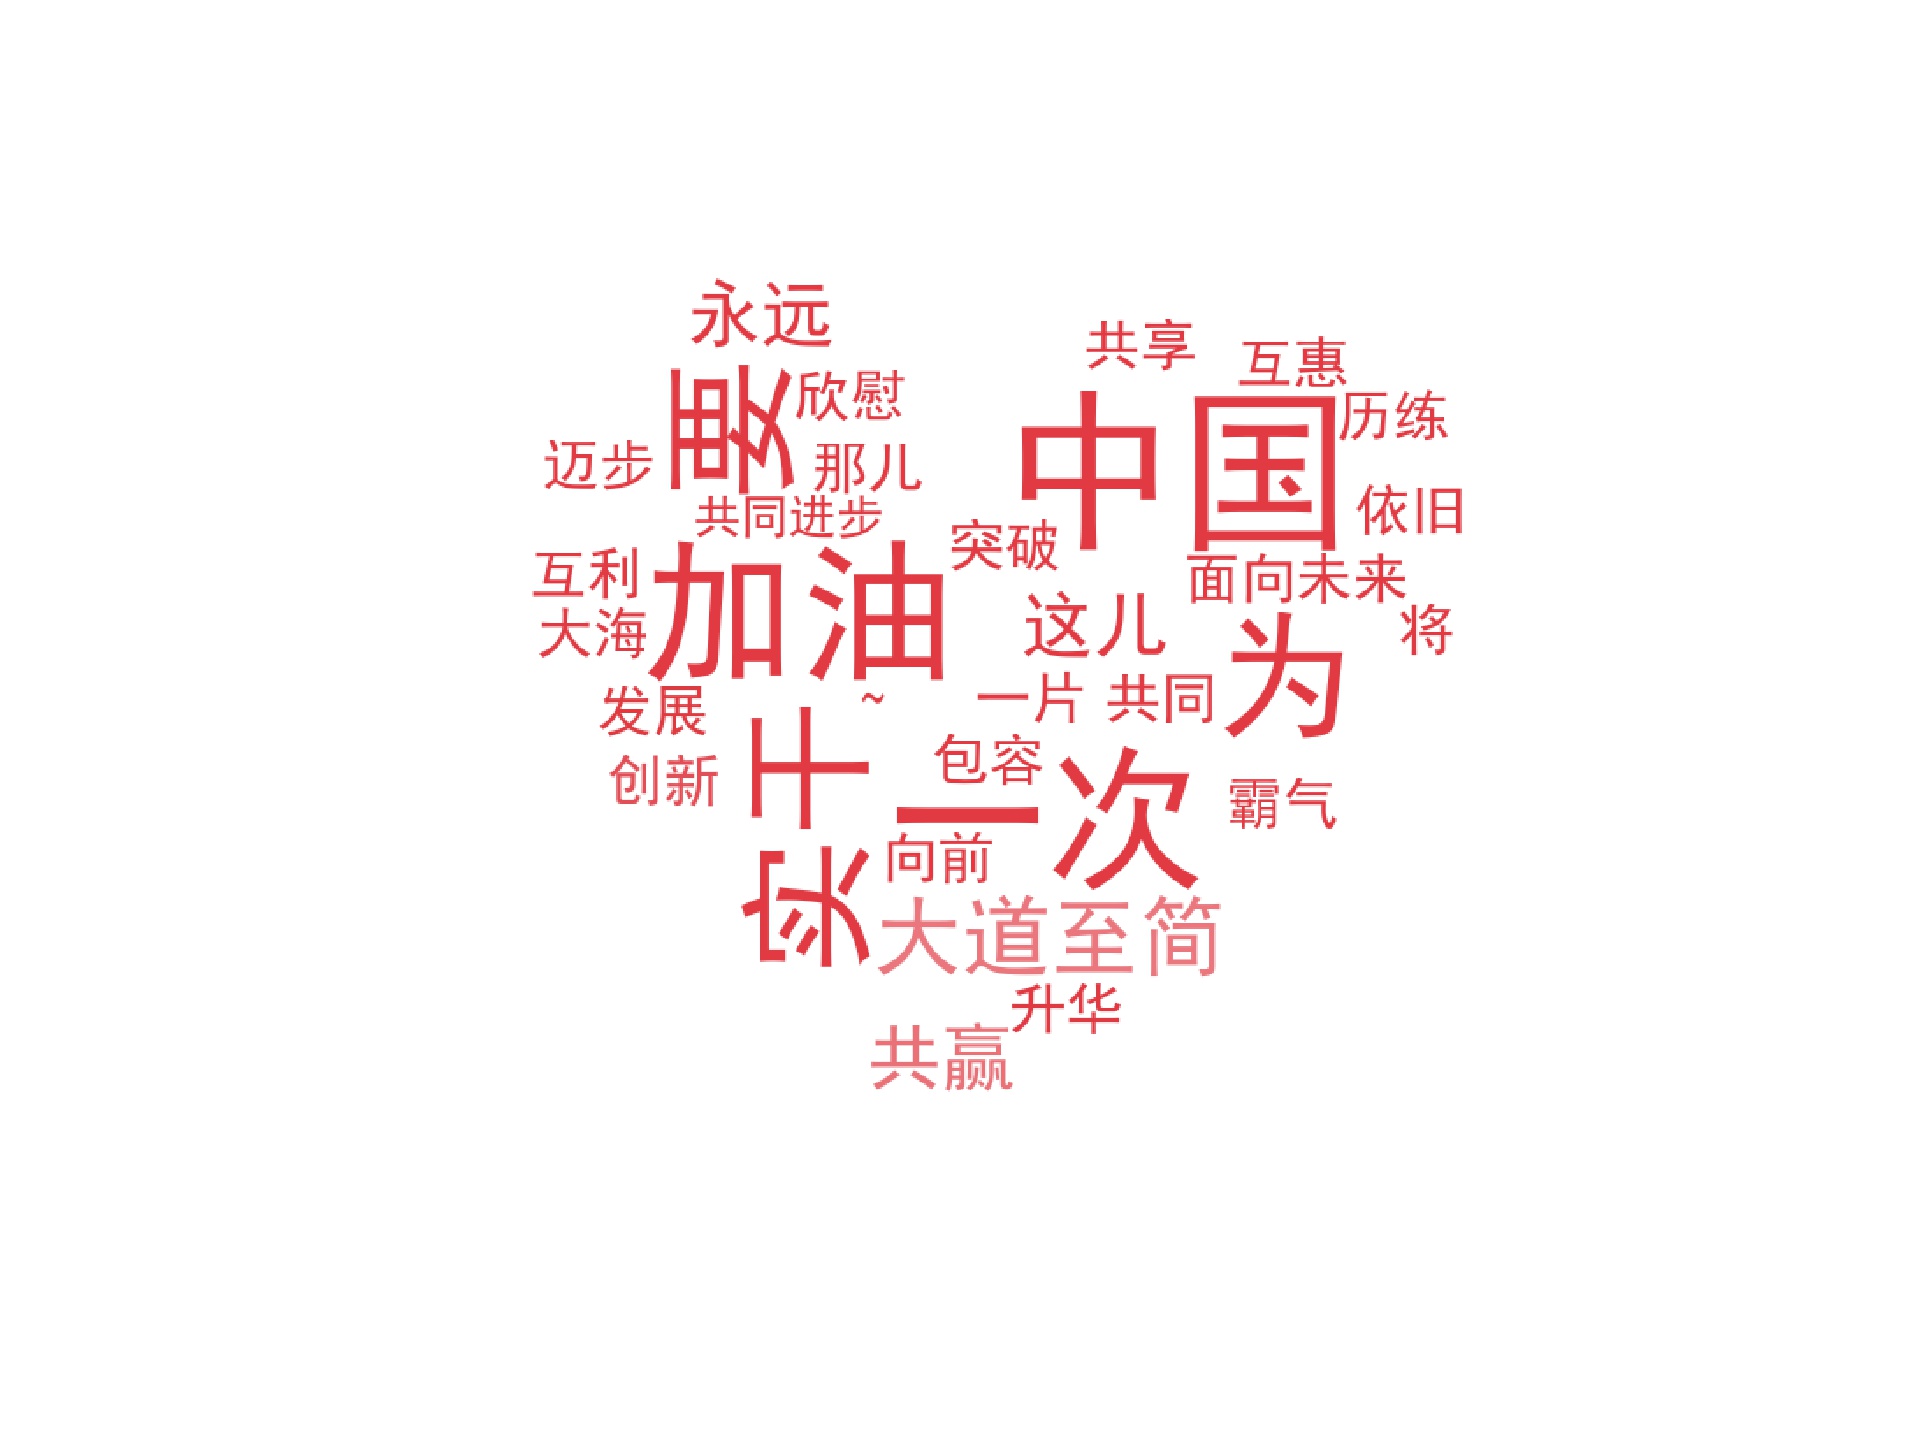 永远
共享
互惠
要
欣慰
中国
历练
迈步
那儿
依旧
共同进步
突破
面向未来
互利
加油
大海
这儿
为
将
发展
~
一片
共同
创新
实干
包容
一次
霸气
向前
大道至简
升华
共赢